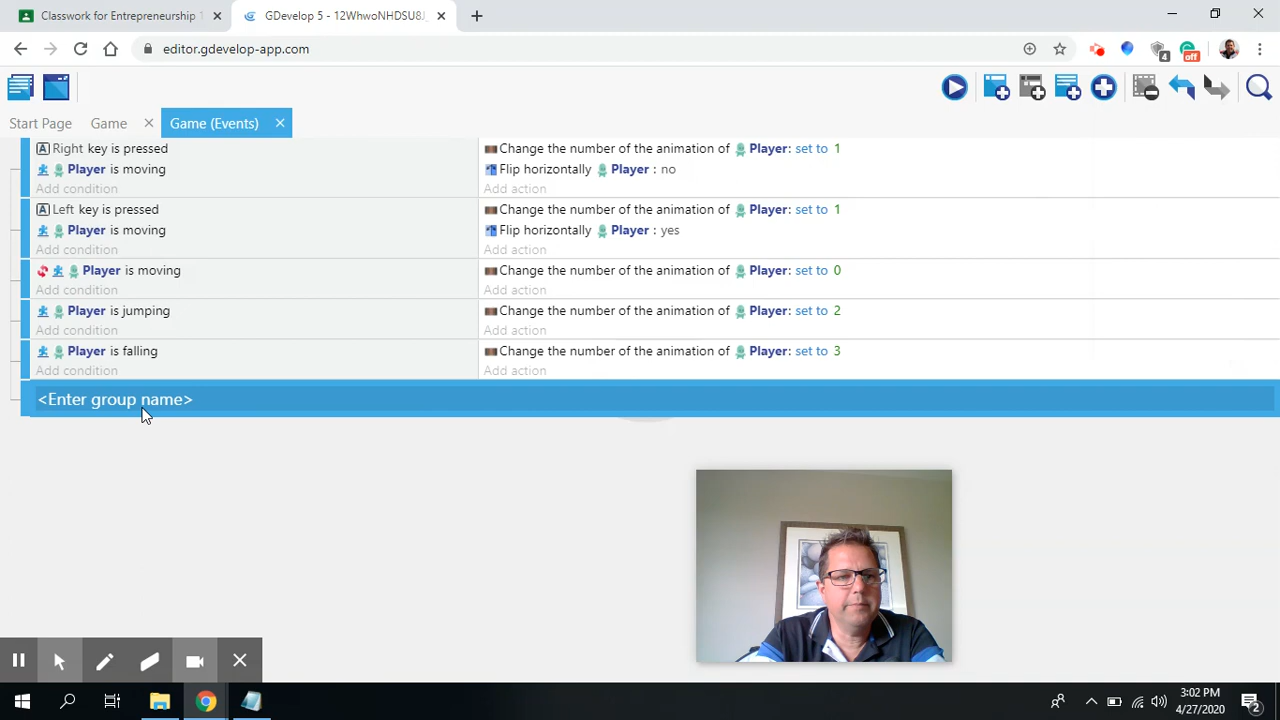 Classwork for Entrepreneurship 1
GDevelop 5 - 12WhwoNHDSU8J
editor.gdevelop-app.com
4
off
Start Page
Game
Game (Events)
Right key is pressed
Change the number of the animation of Player: set to 1
Player is moving
Flip horizontally Player : no
Add condition
Add action
Left key is pressed
Change the number of the animation of Player: set to 1
Player is moving
Flip horizontally Player : yes
Add condition
Add action
Player is moving
Change the number of the animation of Player: set to 0
Add condition
Add action
Player is jumping
Change the number of the animation of Player: set to 2
Add condition
Add action
Player is falling
Change the number of the animation of Player: set to 3
Add condition
Add action
<Enter group name>
3:02 PM
4/27/2020
2